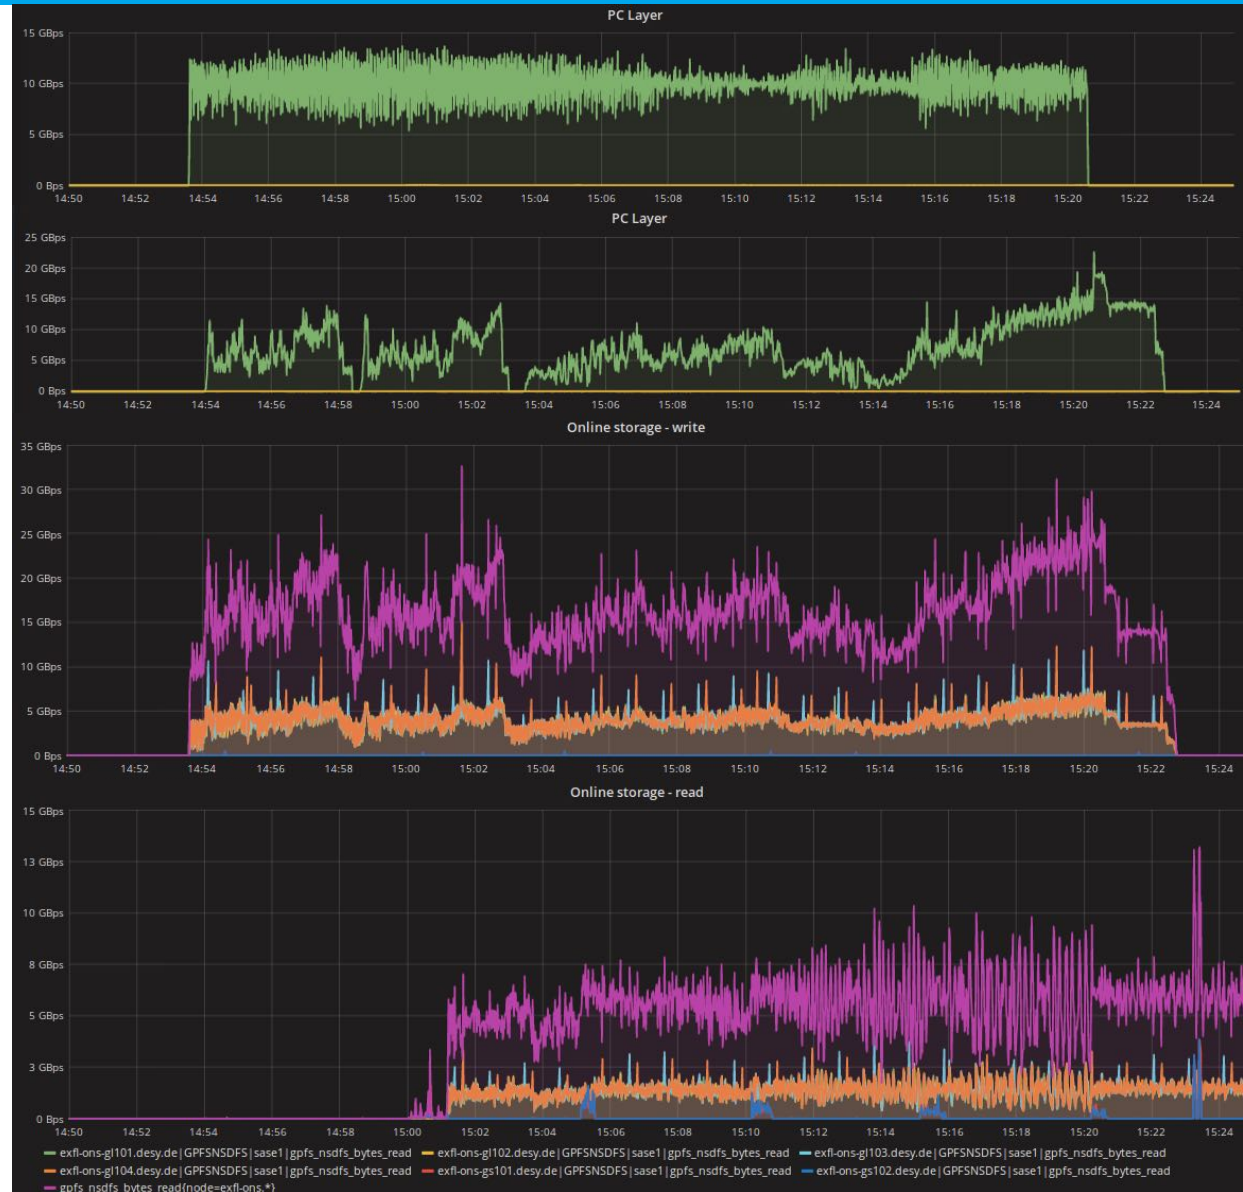 PC Layer
15 GBps
10 GBps
5 GBps
0 Bps
14:50 14:52 14:54 14:56 14:58 15:00 15:02 15:04 15:06 15:08 15:10 15:12 15:14 15:16 15:18 15:20 15:22 15:24
PC Layer
25 GBps
20 GBps
15 GBps
10 GBps
5 GBps
0 Bps
14:50 14:52 14:54 14:56 14:58 15:00 15:02 15:04 15:06 15:08 15:10 15:12 15:14 15:16 15:18 15:20 15:22 15:24
Online storage - write
35 GBps
30 GBps
25 GBps
20 GBps
15 GBps
10 GBps
5 GBps
0 Bps
14:50 14:52 14:54 14:56 14:58 15:00 15:02 15:04 15:06 15:08 15:10 15:12 15:14 15:16 15:18 15:20 15:22 15:24
Online storage - read
15 GBps
13 GBps
10 GBps
8 GBps
5 GBps
3 GBps
0 Bps
14:50 14:52 14:54 14:56 14:58 15:00 15:02 15:04 15:06 15:08 15:10 15:12 15:14 15:16 15:18 15:20 15:22 15:24
exfl-ons-gl101.desy.de|GPFSNSDFS|sase1|gpfs_nsdfs_bytes_read exfl-ons-gl102.desy.de|GPFSNSDFS|sase1|gpfs_nsdfs_bytes_read exfl-ons-gl103.desy.de|GPFSNSDFS|sase1|gpfs_nsdfs_bytes_read
exfl-ons-gl104.desy.de|GPFSNSDFS|sase1|gpfs_nsdfs_bytes_read exfl-ons-gs101.desy.de|GPFSNSDFS|sase1|gpfs_nsdfs_bytes_read exfl-ons-gs102.desy.de|GPFSNSDFS|sase1|gpfs_nsdfs_bytes_read
gpfs_nsdfs_bytes_read{node=exfl-ons.*}